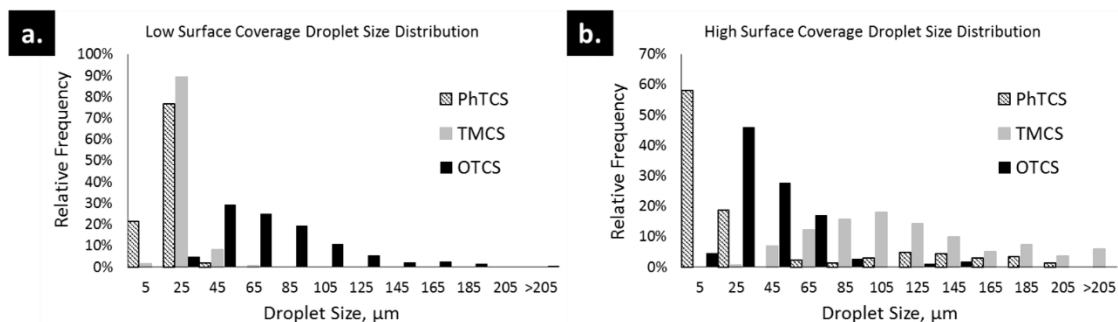 a.
Low Surface Coverage Droplet Size Distribution
Relative Frequency
100%
90%
80%
70%
60%
50%
40%
30%
20%
10%
0%
PhTCS
TMCS
OTCS
5 25 45 65 85 105 125 145 165 185 205 >205
Droplet Size, µm
b.
High Surface Coverage Droplet Size Distribution
Relative Frequency
70%
60%
50%
40%
30%
20%
10%
0%
PhTCS
TMCS
OTCS
5 25 45 65 85 105 125 145 165 185 205 >205
Droplet Size, µm